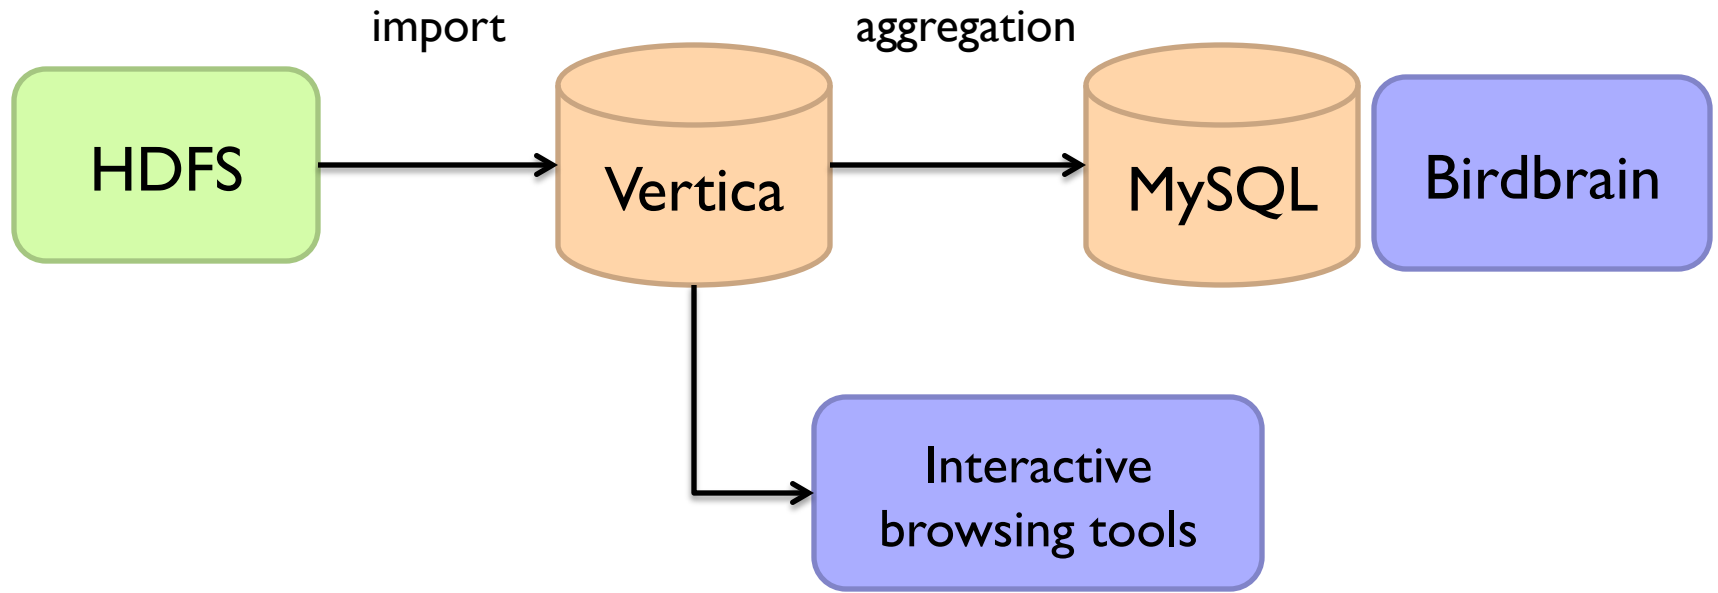 import
aggregation
HDFS
Vertica
MySQL
Birdbrain
Interactive
browsing tools